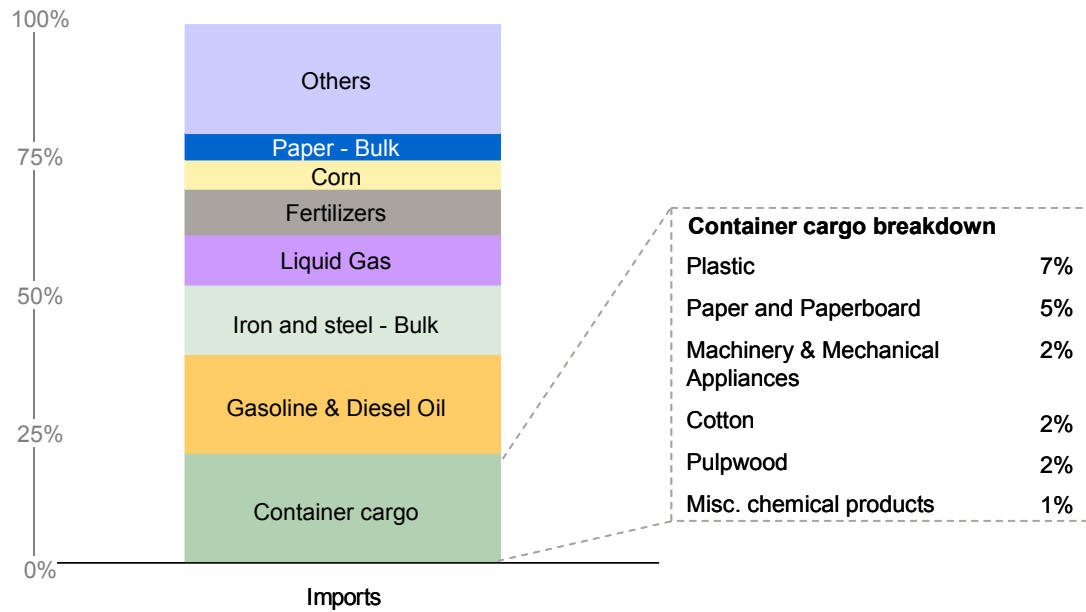 100%
75%
50%
25%
0%
Others
Paper - Bulk
Corn
Fertilizers
Liquid Gas
Iron and steel - Bulk
Gasoline & Diesel Oil
Container cargo
Imports
Container cargo breakdown
Plastic 7%
Paper and Paperboard 5%
Machinery & Mechanical 2%
Appliances
Cotton 2%
Pulpwood 2%
Misc. chemical products 1%